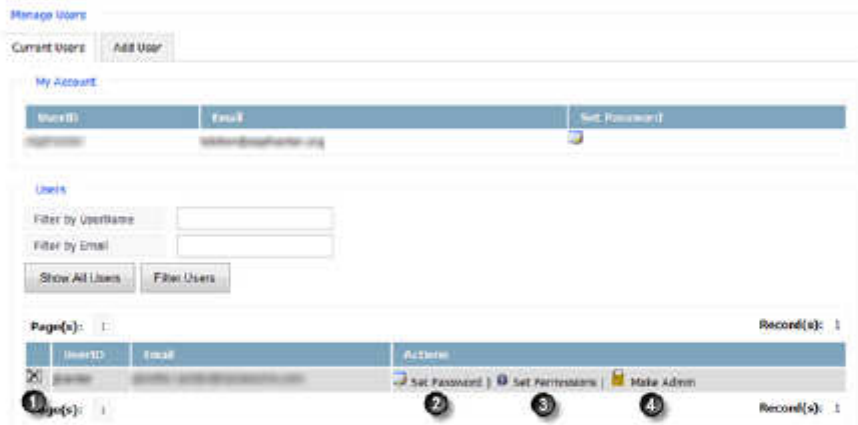 Manage Users
Current Users Add User
My Account
UserID Email Set Password
Users
Filter by UserName
Filter by Email
Show All Users Filter Users
Page(s): 1 Record(s): 1
UserID Email Actions
Set Password | Set Permissions | Make Admin
1 2 3 4
Page(s): 1 Record(s): 1